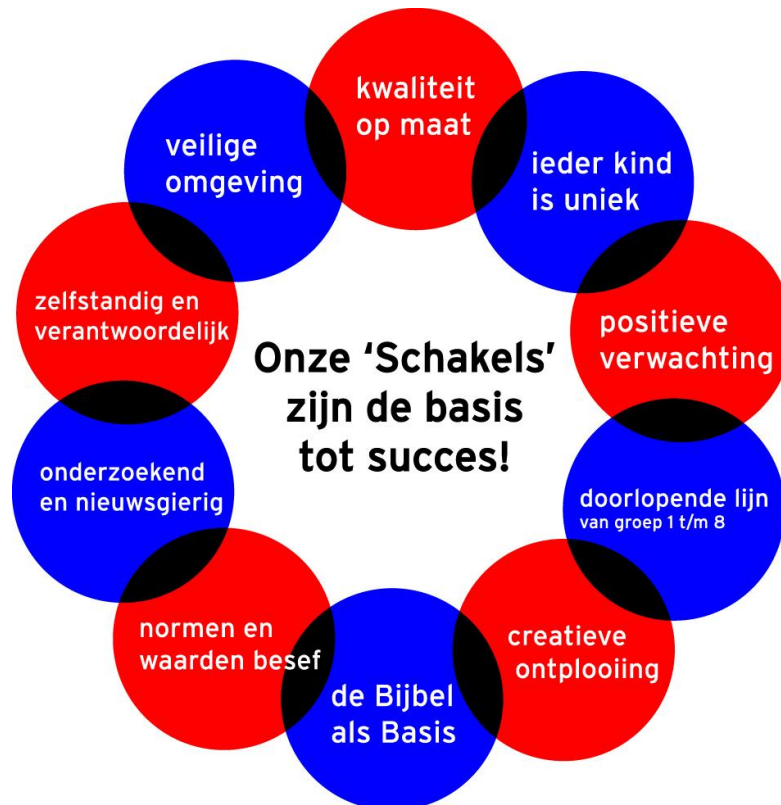 kwaliteit
op maat
ieder kind
is uniek
positieve
verwachting
doorlopende lijn
van groep 1 t/m 8
creatieve
ontplooiing
de Bijbel
als Basis
normen en
waarden besef
onderzoekend
en nieuwsgierig
zelfstandig en
verantwoordelijk
veilige
omgeving
Onze ‘Schakels’
zijn de basis
tot succes!